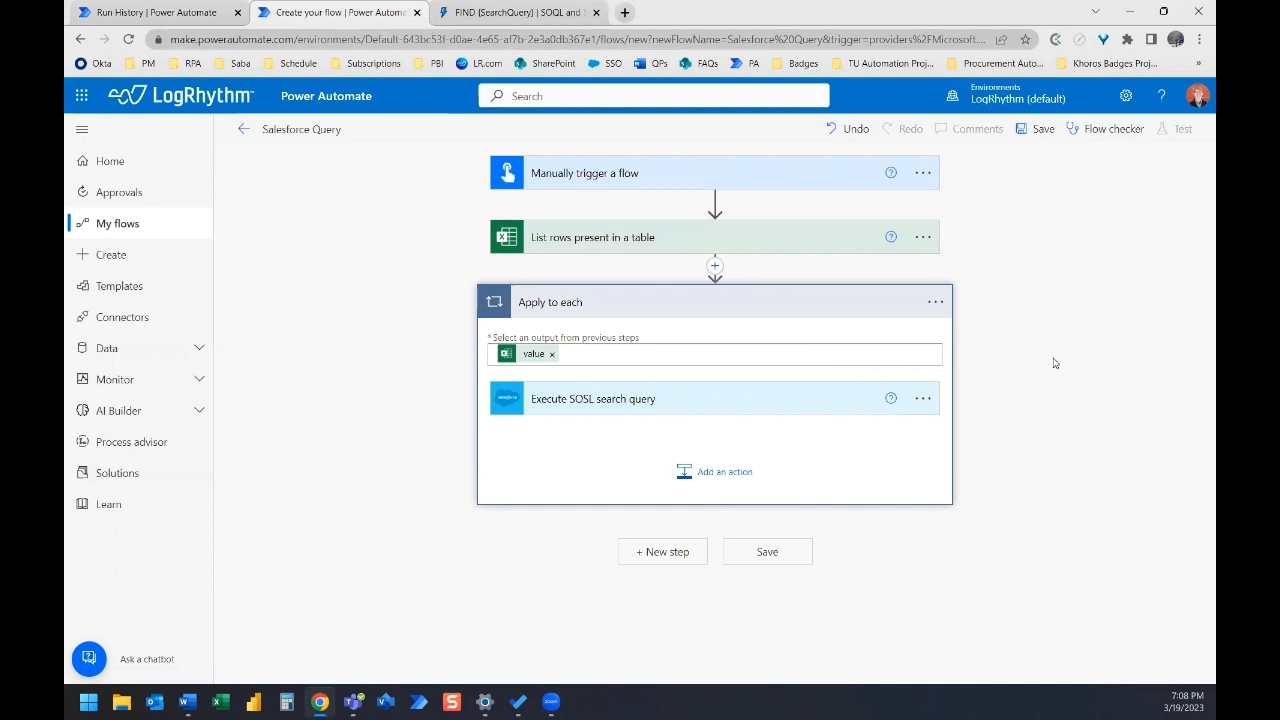 Run History | Power Automate
Create your flow | Power Automate
FIND {SearchQuery} | SOQL and
make.powerautomate.com/environments/Default-643bc53f-d0ae-4e65-af7b-2e3a0db367e1/flows/new?newFlowName=Salesforce%20Query&trigger=providers%2FMicrosoft....
Okta PM RPA Saba Schedule Subscriptions PBI LR.com SharePoint SSO QPs FAQs PA Badges TU Automation Proj... Procurement Auto... Khoros Badges Proj... »
LogRhythm Power Automate Search
Environments
LogRhythm (default)
Salesforce Query Undo Redo Comments Save Flow checker Test
Home
Approvals
My flows
Create
Templates
Connectors
Data
Monitor
AI Builder
Process advisor
Solutions
Learn
Ask a chatbot
Manually trigger a flow
List rows present in a table
Apply to each
* Select an output from previous steps
value
salesforce
Execute SOSL search query
Add an action
+ New step
Save
zoom
7:08 PM
3/19/2023